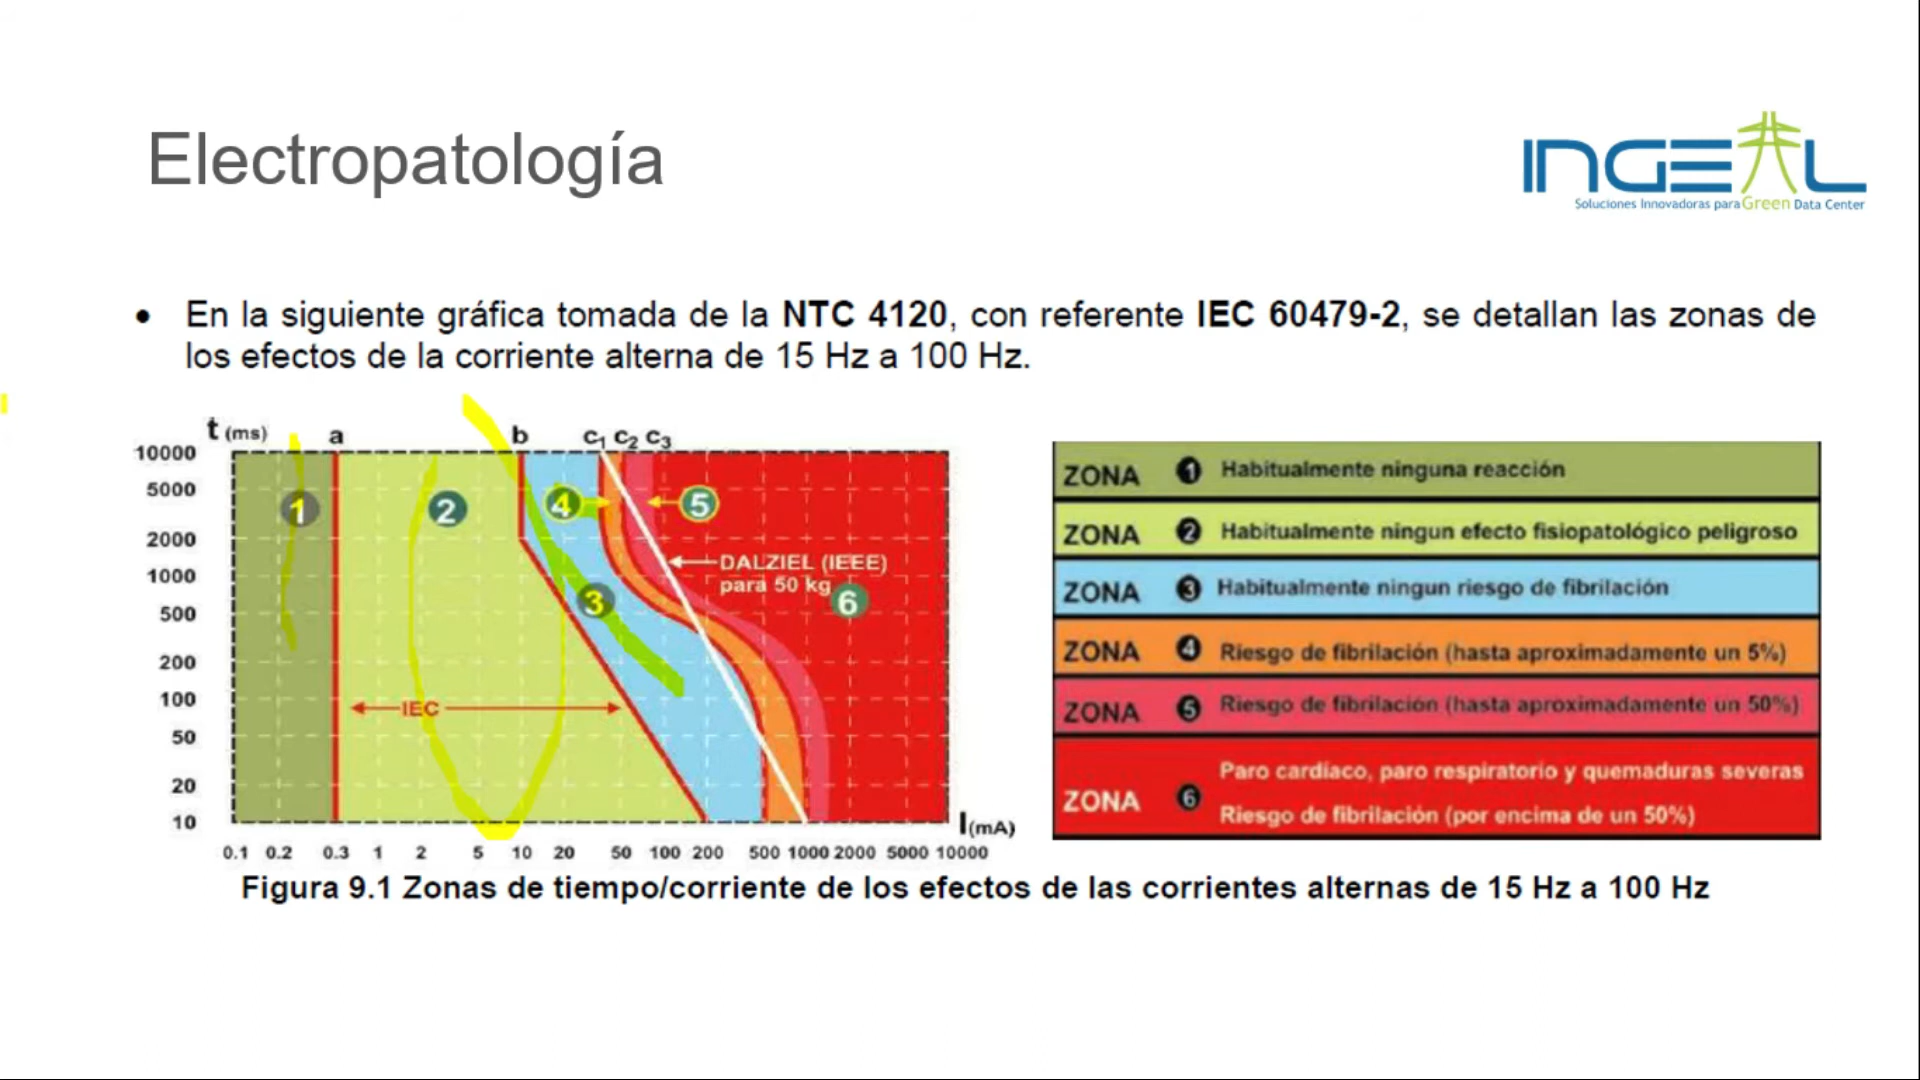 Electropatología
INGEAL
Soluciones Innovadoras para Green Data Center
• En la siguiente gráfica tomada de la NTC 4120, con referente IEC 60479-2, se detallan las zonas de
los efectos de la corriente alterna de 15 Hz a 100 Hz.
t (ms)
a b c1 c2 c3
10000
5000
2000
1000
500
200
100
50
20
10
1 2 4 5
DALZIEL (IEEE)
para 50 kg
3 6
IEC
I(mA)
0.1 0.2 0.3 1 2 5 10 20 50 100 200 500 1000 2000 5000 10000
ZONA 1 Habitualmente ninguna reacción
ZONA 2 Habitualmente ningun efecto fisiopatológico peligroso
ZONA 3 Habitualmente ningun riesgo de fibrilación
ZONA 4 Riesgo de fibrilación (hasta aproximadamente un 5%)
ZONA 5 Riesgo de fibrilación (hasta aproximadamente un 50%)
ZONA 6 Paro cardíaco, paro respiratorio y quemaduras severas
Riesgo de fibrilación (por encima de un 50%)
Figura 9.1 Zonas de tiempo/corriente de los efectos de las corrientes alternas de 15 Hz a 100 Hz